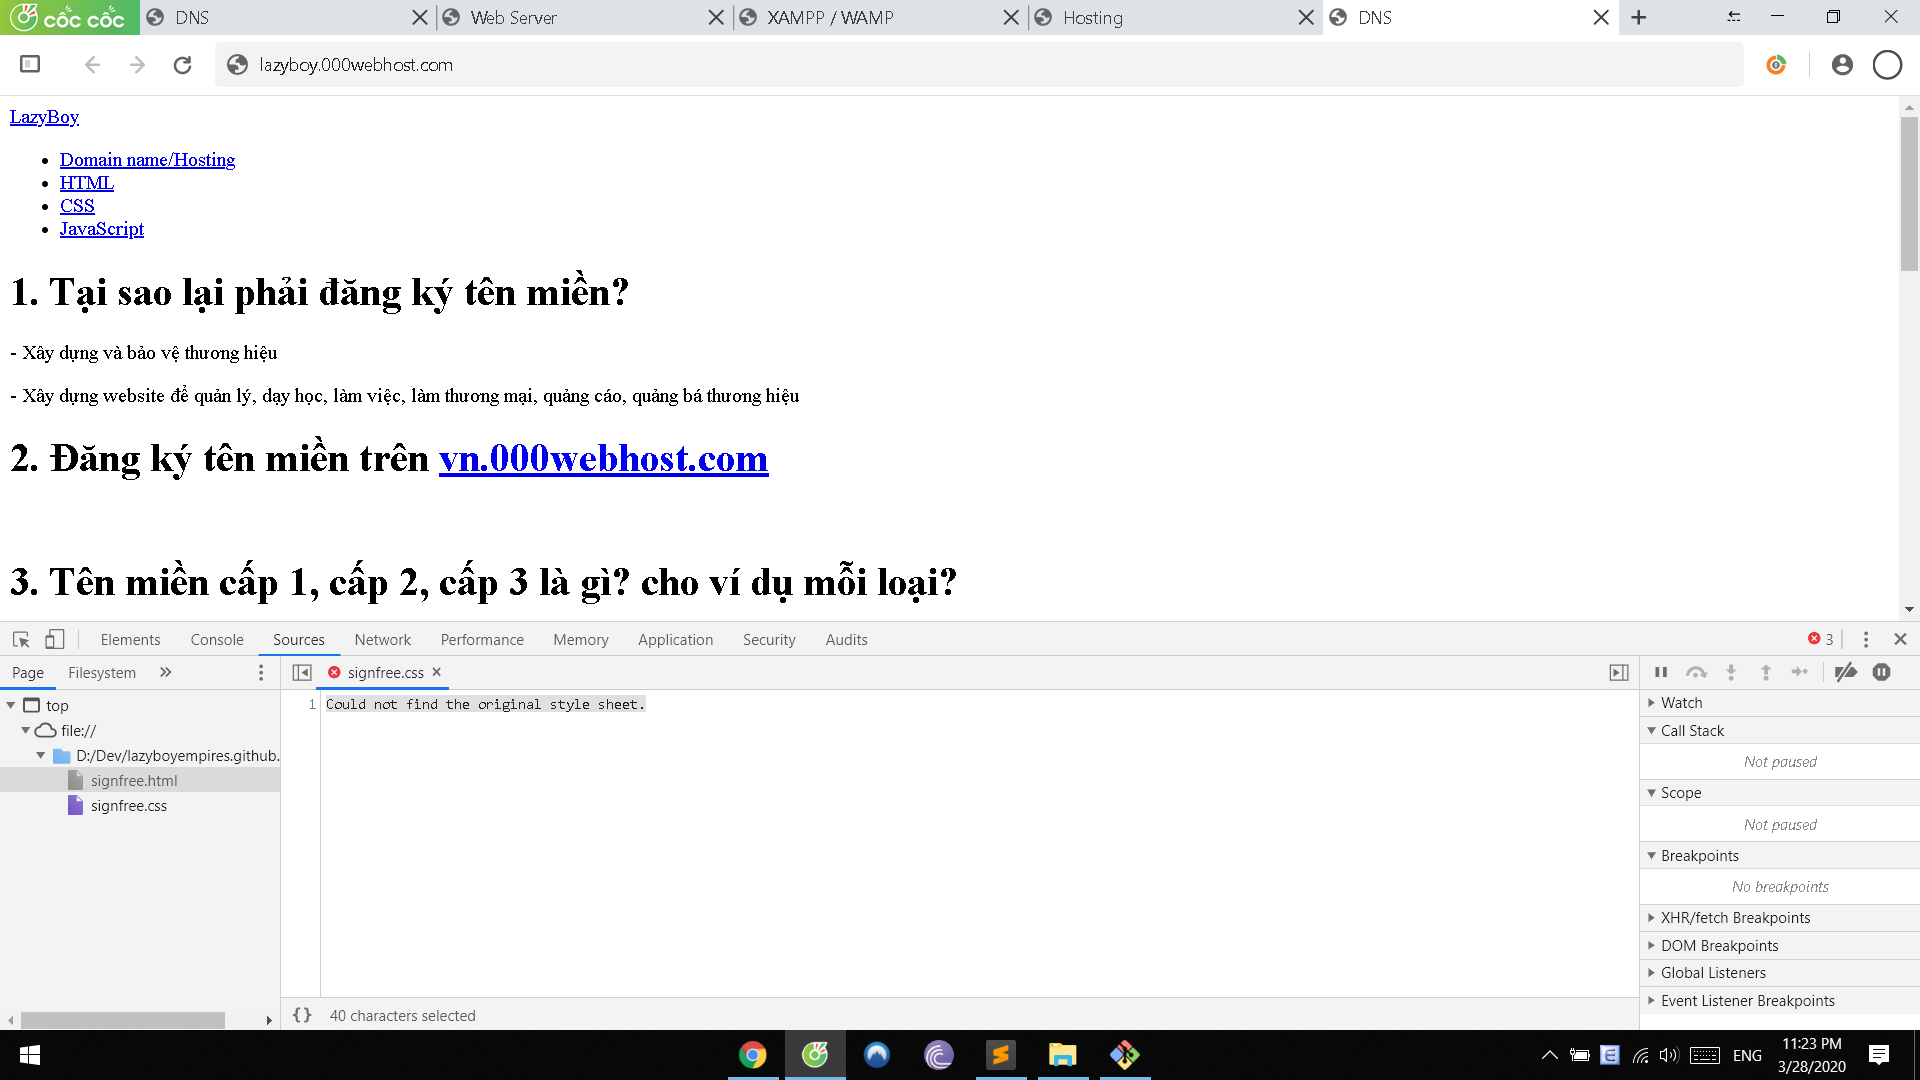 cốc cốc
DNS
Web Server
XAMPP / WAMP
Hosting
DNS
lazyboy.000webhost.com
LazyBoy
Domain name/Hosting
HTML
CSS
JavaScript
1. Tại sao lại phải đăng ký tên miền?
- Xây dựng và bảo vệ thương hiệu
- Xây dựng website để quản lý, dạy học, làm việc, làm thương mại, quảng cáo, quảng bá thương hiệu
2. Đăng ký tên miền trên vn.000webhost.com
3. Tên miền cấp 1, cấp 2, cấp 3 là gì? cho ví dụ mỗi loại?
Elements Console Sources Network Performance Memory Application Security Audits 3
Page Filesystem
signfree.css
1 Could not find the original style sheet.
top
file://
D:/Dev/lazyboyempires.github.
signfree.html
signfree.css
{} 40 characters selected
Watch
Call Stack
Not paused
Scope
Not paused
Breakpoints
No breakpoints
XHR/fetch Breakpoints
DOM Breakpoints
Global Listeners
Event Listener Breakpoints
ENG
11:23 PM
3/28/2020